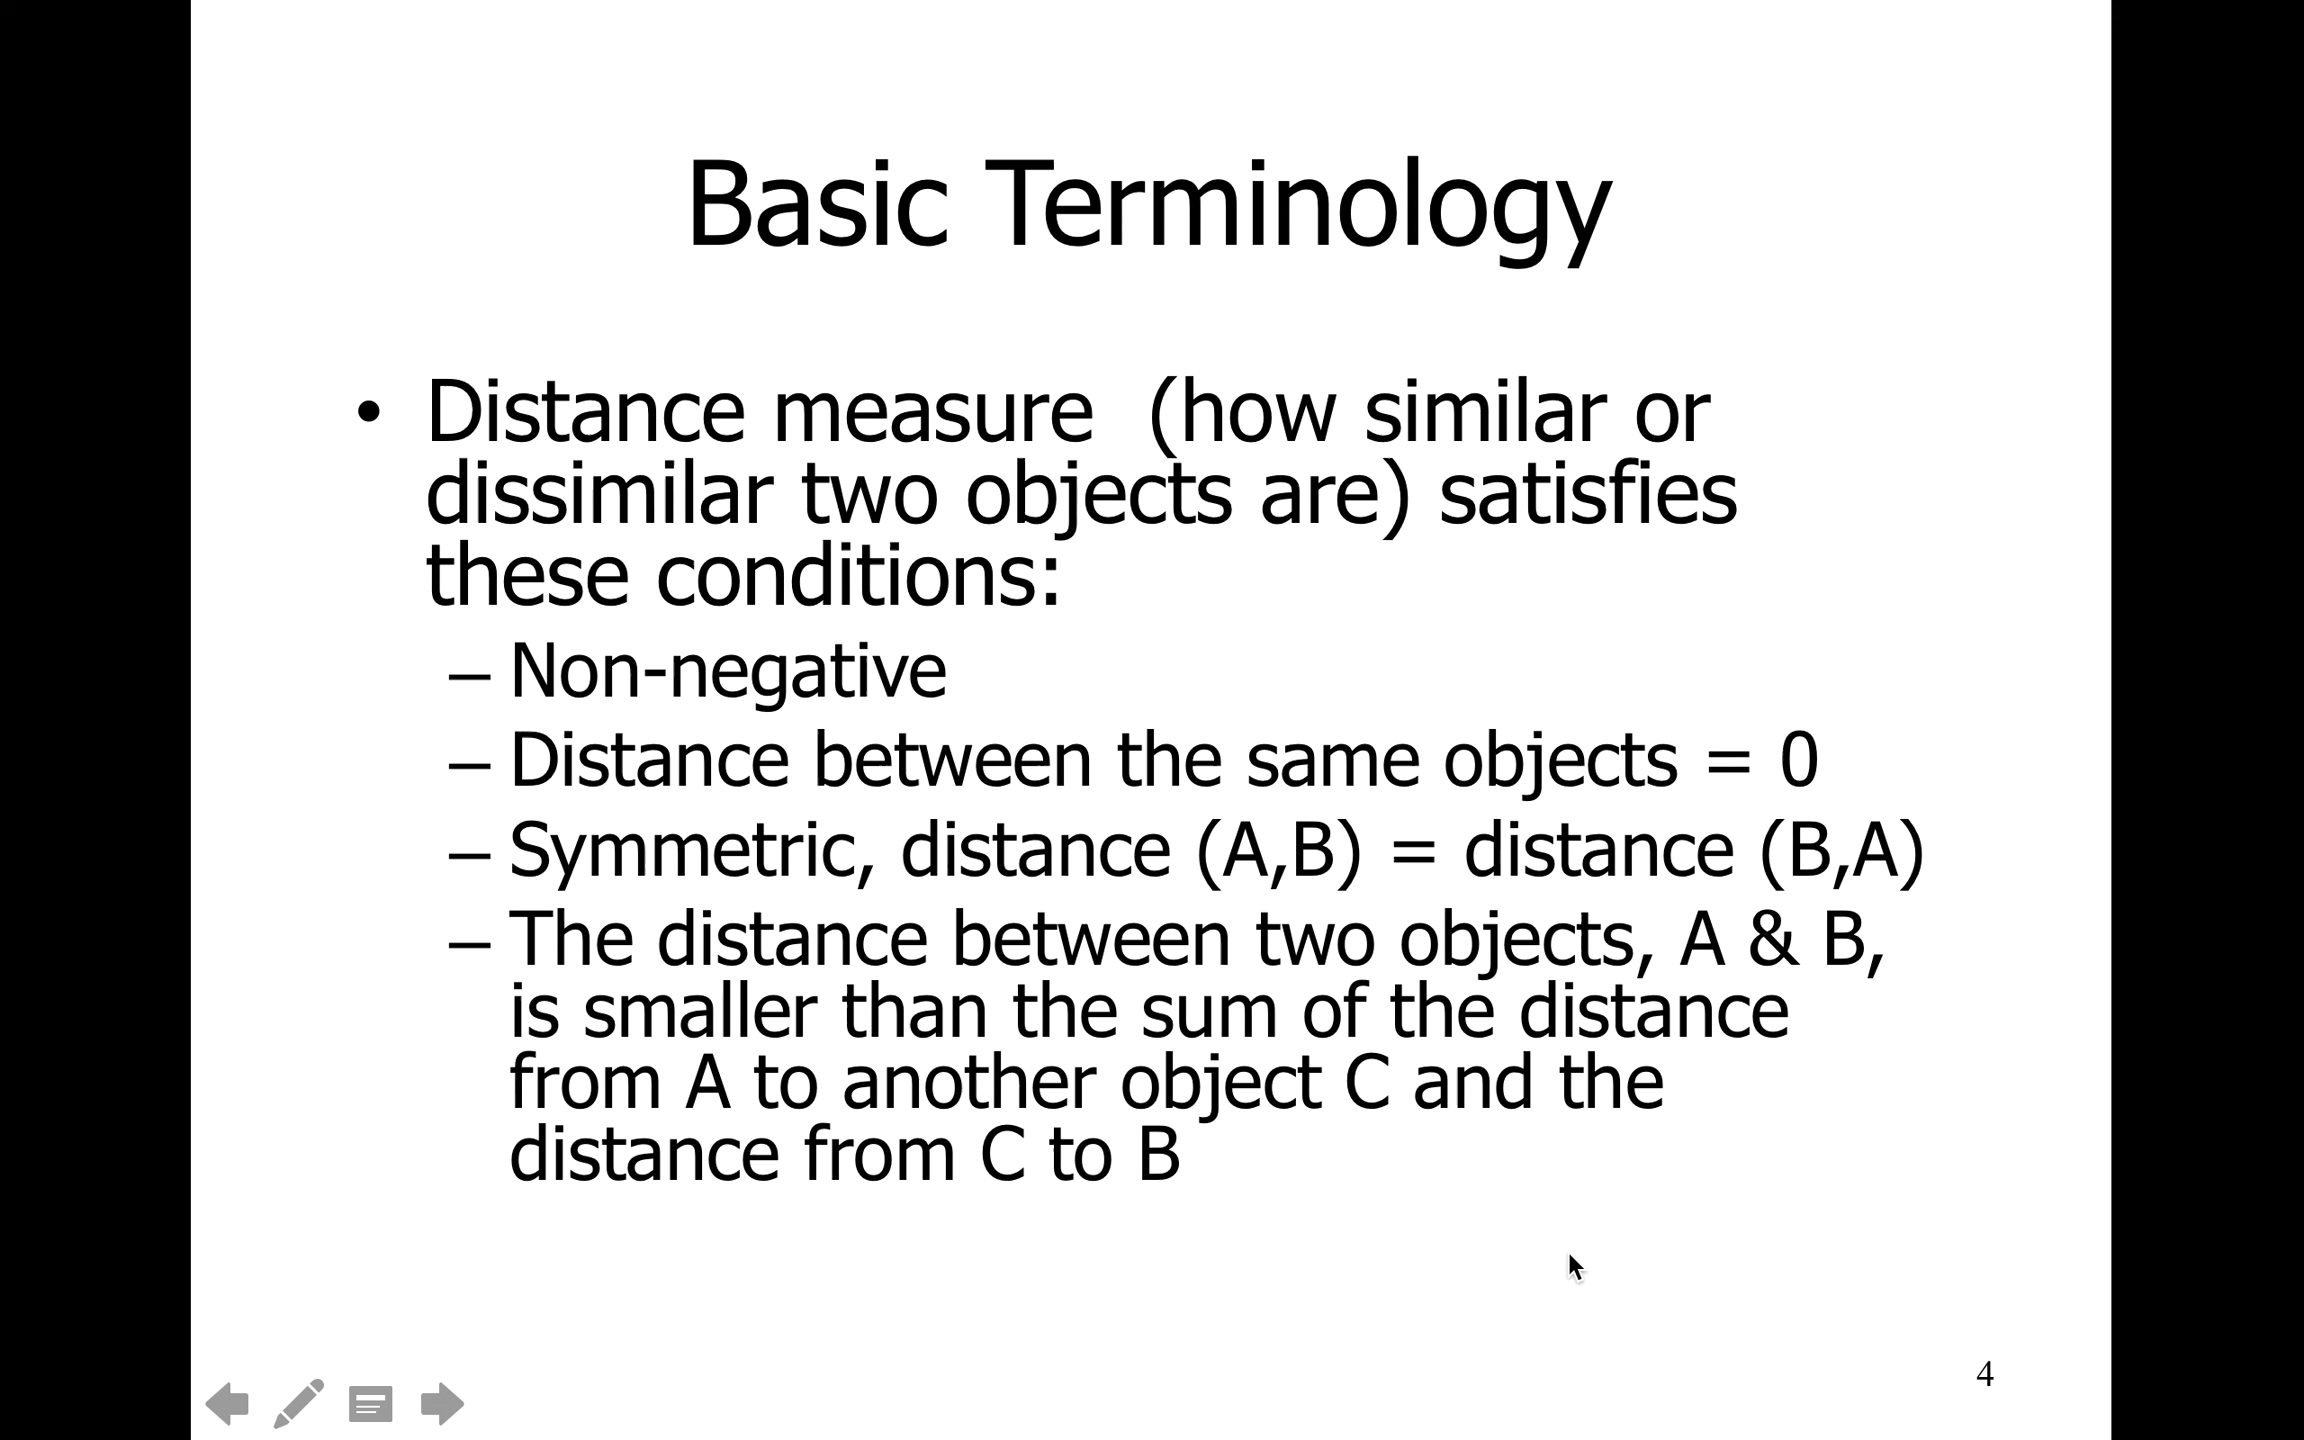 Basic Terminology
• Distance measure  (how similar or
dissimilar two objects are) satisfies
these conditions:
– Non-negative
– Distance between the same objects = 0
– Symmetric, distance (A,B) = distance (B,A)
– The distance between two objects, A & B,
is smaller than the sum of the distance
from A to another object C and the
distance from C to B
4